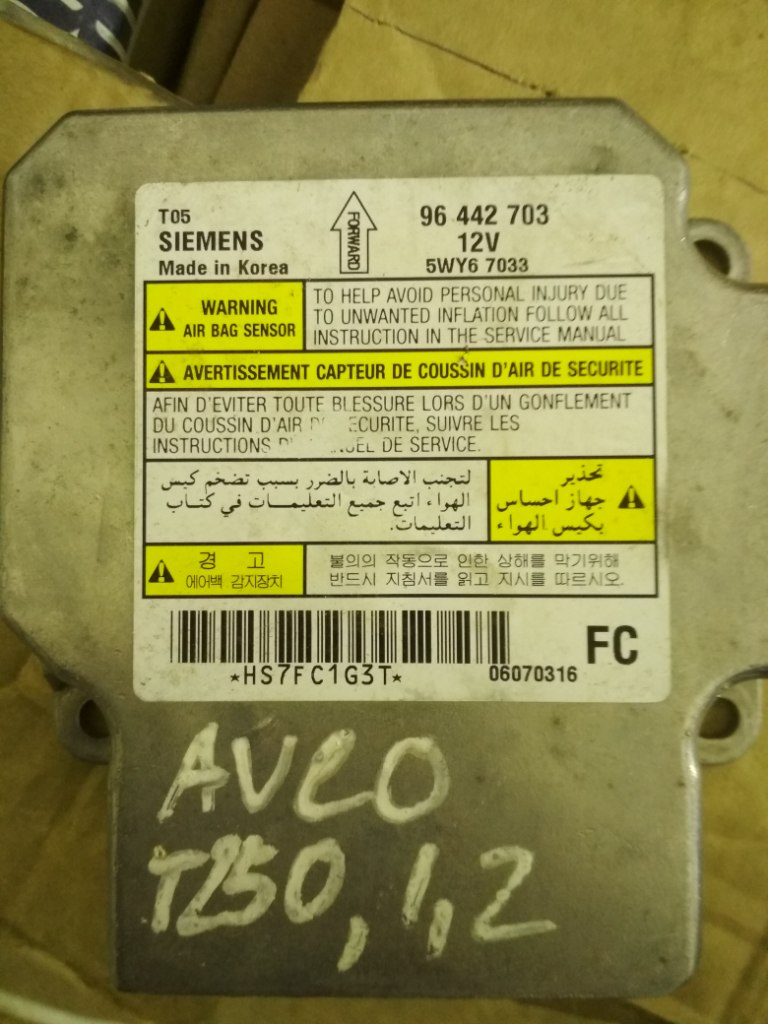 T05
SIEMENS
Made in Korea
FORWARD
96 442 703
12V
5WY6 7033
WARNING
AIR BAG SENSOR
TO HELP AVOID PERSONAL INJURY DUE
TO UNWANTED INFLATION FOLLOW ALL
INSTRUCTION IN THE SERVICE MANUAL
AVERTISSEMENT CAPTEUR DE COUSSIN D'AIR DE SECURITE
AFIN D'EVITER TOUTE BLESSURE LORS D'UN GONFLEMENT
DU COUSSIN D'AIR ECURITE, SUIVRE LES
INSTRUCTIONS DE SERVICE.
تحذير
جهاز احساس
بكيس الهواء
لتجنب الاصابة بالضرر بسبب تضخم كيس
الهواء اتبع جميع التعليمات في كتاب
التعليمات.
경 고
에어백 감지장치
불의의 작동으로 인한 상해를 막기위해
반드시 지침서를 읽고 지시를 따르시오.
*HS7FC1G3T*
06070316
FC
AVEO
T250,1,2